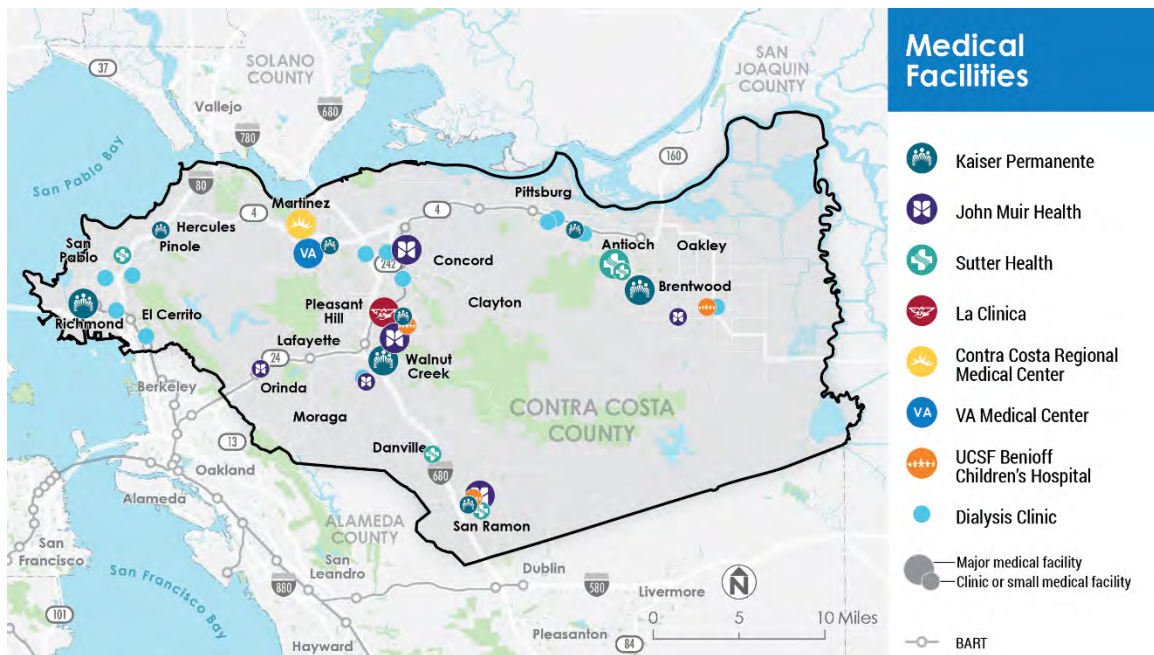 Medical
Facilities
Kaiser Permanente
John Muir Health
Sutter Health
La Clinica
Contra Costa Regional
Medical Center
VA
VA Medical Center
UCSF Benioff
Children's Hospital
Dialysis Clinic
Major medical facility
Clinic or small medical facility
BART
SOLANO
COUNTY
SAN
JOAQUIN
COUNTY
37
Vallejo
680
780
160
San Pablo Bay
80
Martinez
4
Pittsburg
4
Hercules
Pinole
San
Pablo
VA
242
Concord
Antioch
Oakley
Brentwood
Richmond
El Cerrito
Pleasant
Hill
Clayton
Lafayette
24
Walnut
Creek
Orinda
Berkeley
Moraga
CONTRA COSTA
COUNTY
13
Oakland
Danville
680
Alameda
ALAMEDA
COUNTY
San Ramon
San
Francisco
San Francisco Bay
San
Leandro
Dublin
880
580
Livermore
N
0
5
10 Miles
101
Hayward
Pleasanton
84